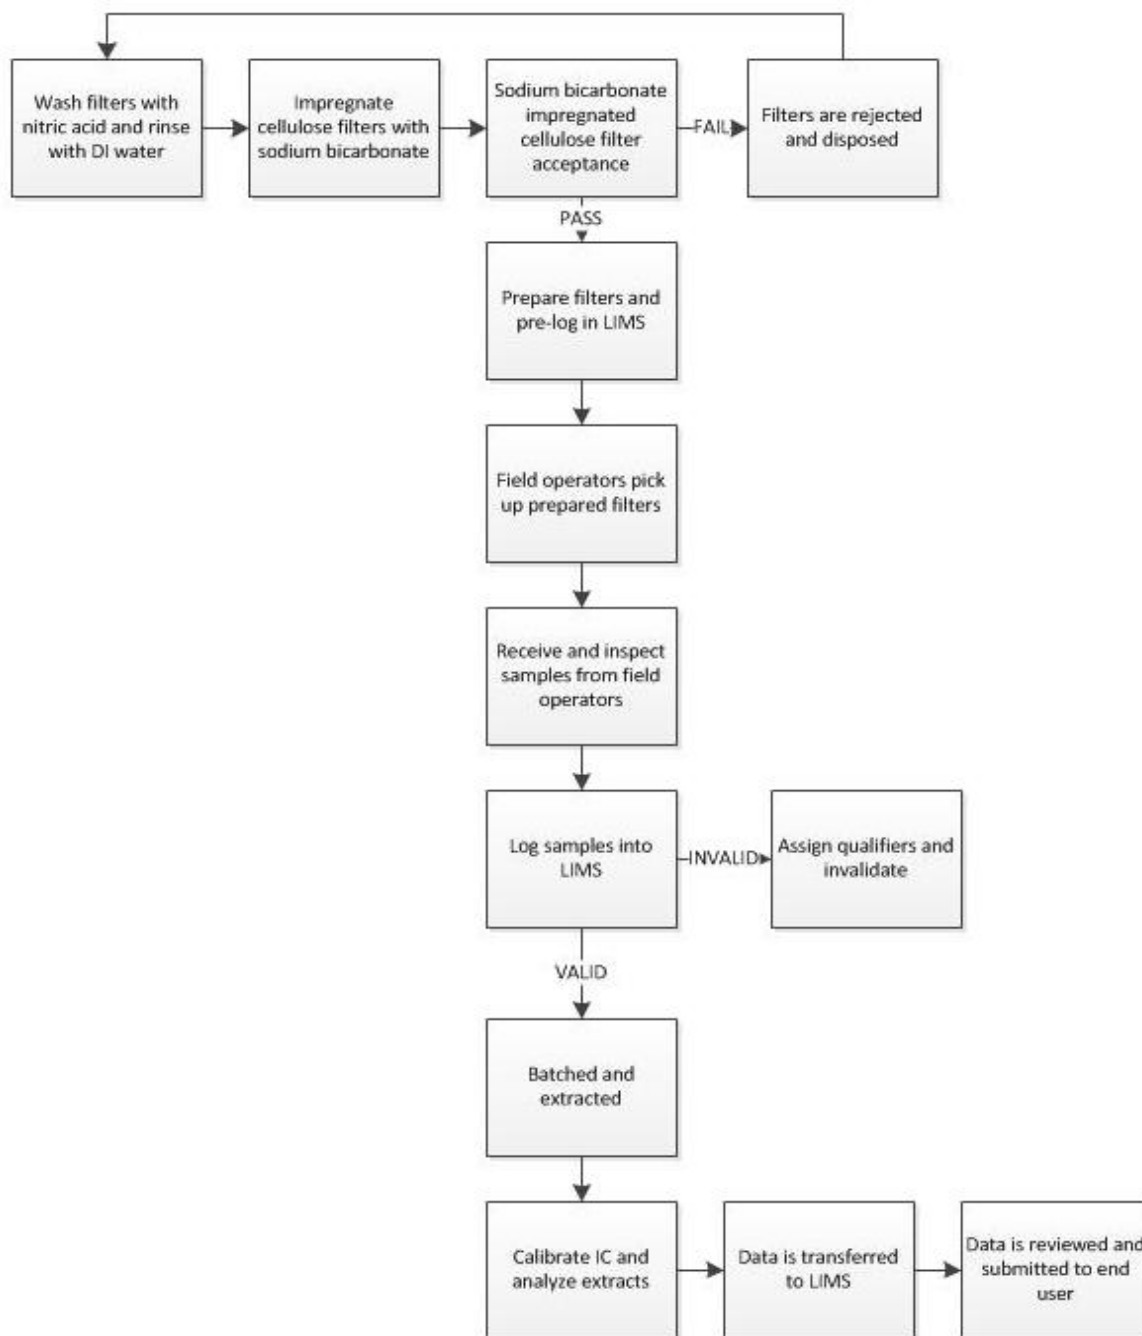 Wash filters with
nitric acid and rinse
with DI water
Impregnate
cellulose filters with
sodium bicarbonate
Sodium bicarbonate
impregnated
cellulose filter
acceptance
FAIL
Filters are rejected
and disposed
PASS
Prepare filters and
pre-log in LIMS
Field operators pick
up prepared filters
Receive and inspect
samples from field
operators
Log samples into
LIMS
INVALID
Assign qualifiers and
invalidate
VALID
Batched and
extracted
Calibrate IC and
analyze extracts
Data is transferred
to LIMS
Data is reviewed and
submitted to end
user